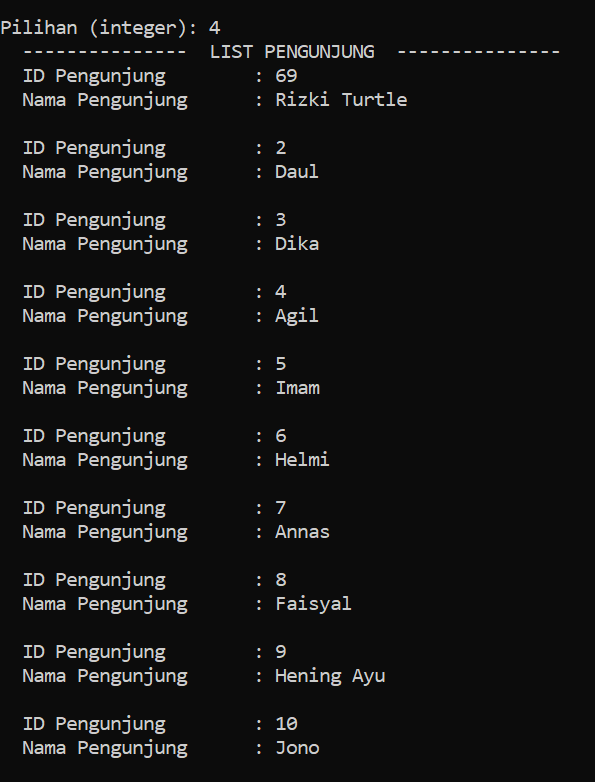 Pilihan (integer): 4
--------------- LIST PENGUNJUNG ---------------
ID Pengunjung : 69
Nama Pengunjung : Rizki Turtle
ID Pengunjung : 2
Nama Pengunjung : Daul
ID Pengunjung : 3
Nama Pengunjung : Dika
ID Pengunjung : 4
Nama Pengunjung : Agil
ID Pengunjung : 5
Nama Pengunjung : Imam
ID Pengunjung : 6
Nama Pengunjung : Helmi
ID Pengunjung : 7
Nama Pengunjung : Annas
ID Pengunjung : 8
Nama Pengunjung : Faisyal
ID Pengunjung : 9
Nama Pengunjung : Hening Ayu
ID Pengunjung : 10
Nama Pengunjung : Jono